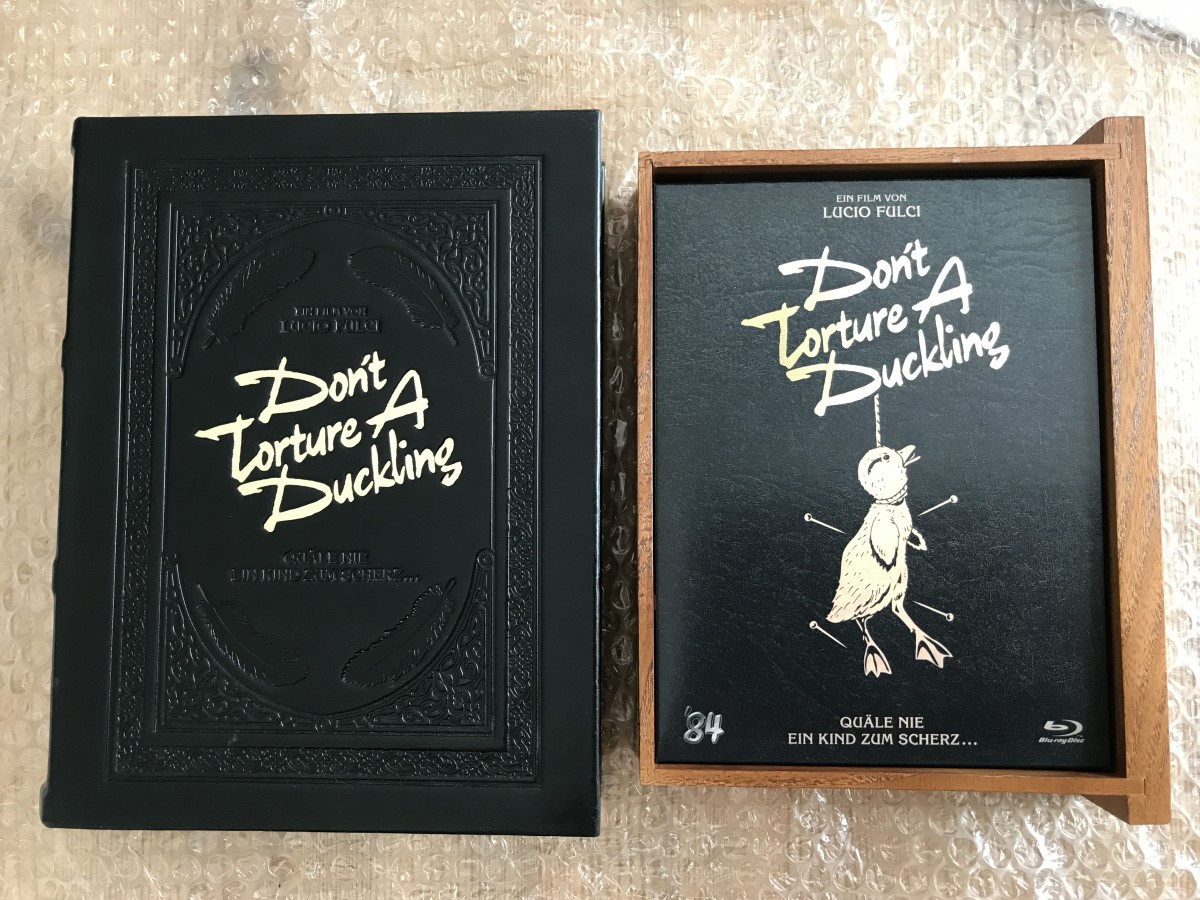 EIN FILM VON
LUCIO FULCI
Don't
Torture A
Duckling
QUÄLE NIE
EIN KIND ZUM SCHERZ...
EIN FILM VON
LUCIO FULCI
Don't
Torture A
Duckling
'84
QUÄLE NIE
EIN KIND ZUM SCHERZ...
Blu-ray Disc